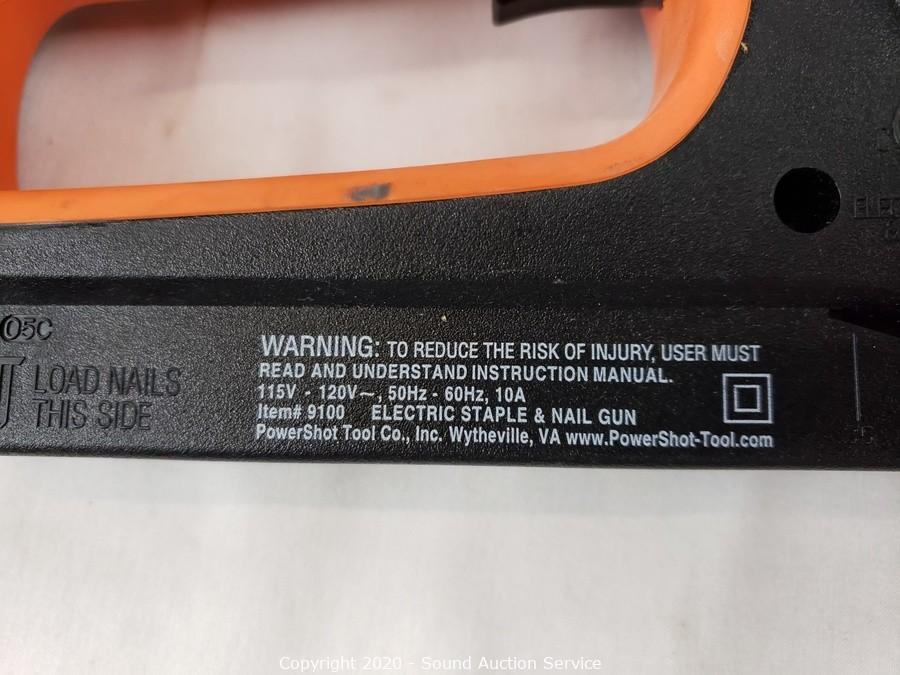 05C
LOAD NAILS
THIS SIDE
WARNING: TO REDUCE THE RISK OF INJURY, USER MUST
READ AND UNDERSTAND INSTRUCTION MANUAL.
115V - 120V~, 50Hz - 60Hz, 10A
Item# 9100 ELECTRIC STAPLE & NAIL GUN
PowerShot Tool Co., Inc. Wytheville, VA www.PowerShot-Tool.com
Copyright 2020 - Sound Auction Service